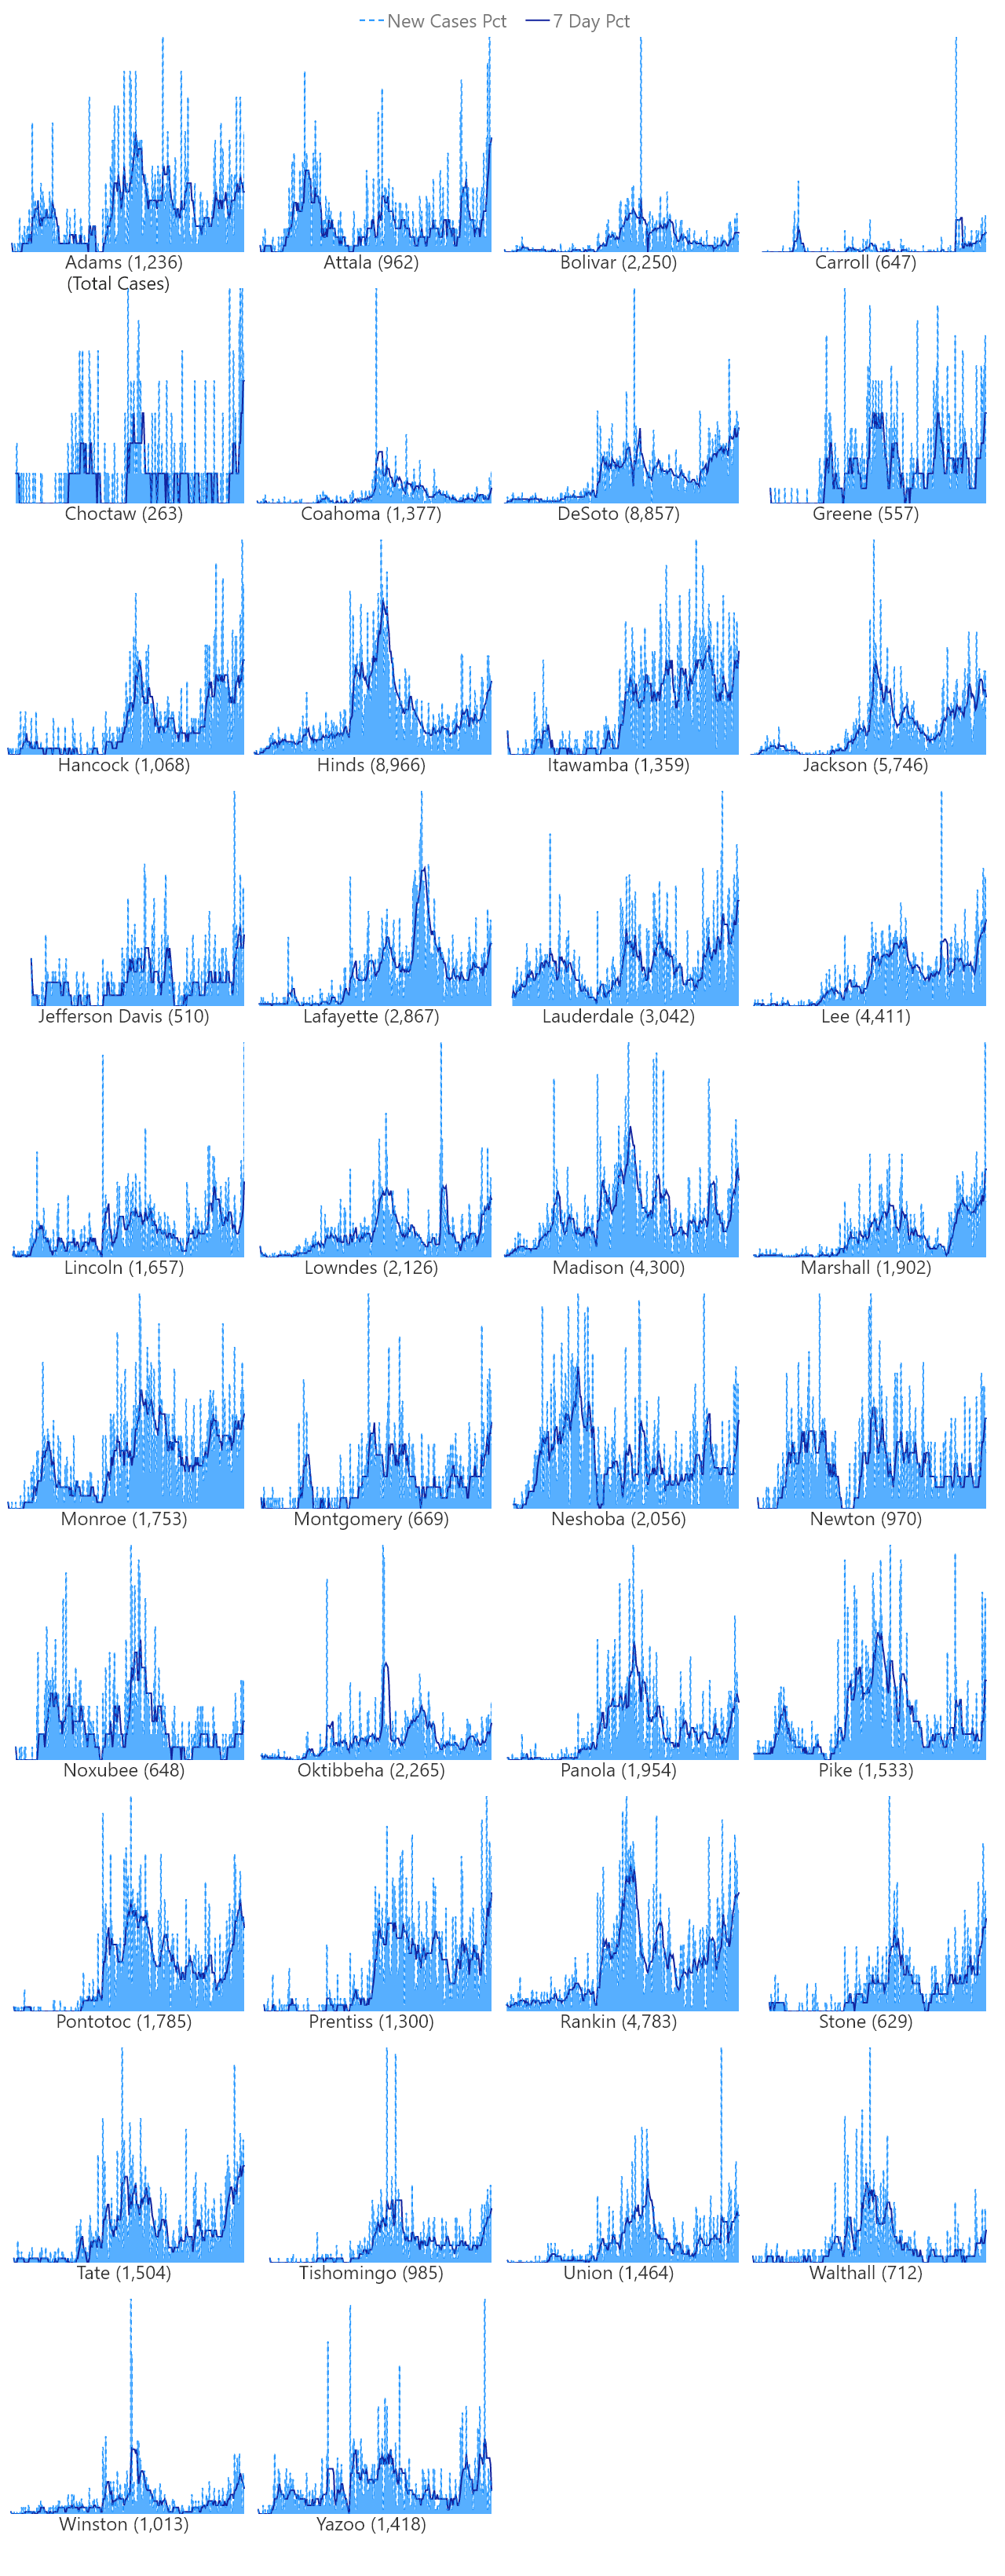 New Cases Pct 7 Day Pct
Adams (1,236) Attala (962) Bolivar (2,250) Carroll (647)
(Total Cases)
Choctaw (263) Coahoma (1,377) DeSoto (8,857) Greene (557)
Hancock (1,068) Hinds (8,966) Itawamba (1,359) Jackson (5,746)
Jefferson Davis (510) Lafayette (2,867) Lauderdale (3,042) Lee (4,411)
Lincoln (1,657) Lowndes (2,126) Madison (4,300) Marshall (1,902)
Monroe (1,753) Montgomery (669) Neshoba (2,056) Newton (970)
Noxubee (648) Oktibbeha (2,265) Panola (1,954) Pike (1,533)
Pontotoc (1,785) Prentiss (1,300) Rankin (4,783) Stone (629)
Tate (1,504) Tishomingo (985) Union (1,464) Walthall (712)
Winston (1,013) Yazoo (1,418)